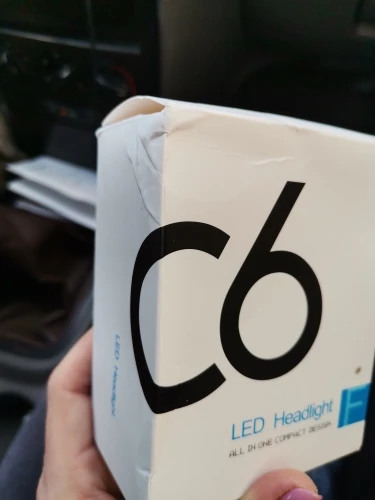 C6
LED Headlight
F
ALL IN ONE COMPACT DESIGN
LED Headlight